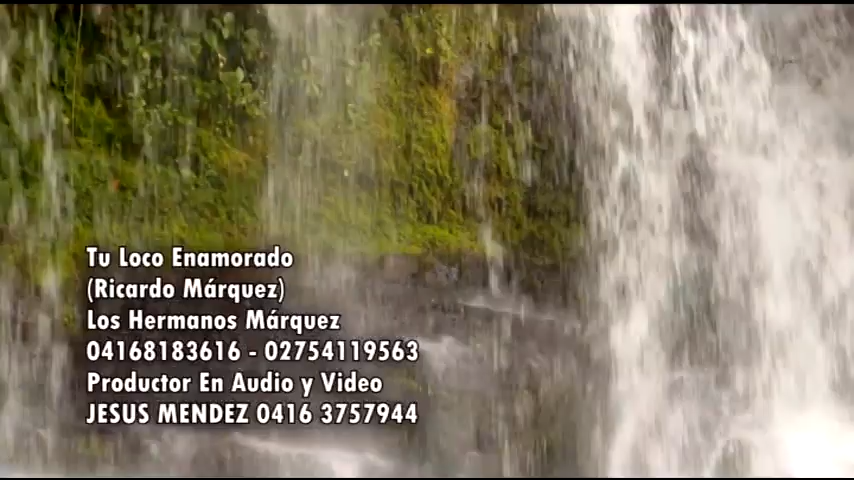 Tu Loco Enamorado
(Ricardo Márquez)
Los Hermanos Márquez
04168183616 - 02754119563
Productor En Audio y Video
JESUS MENDEZ 0416 3757944